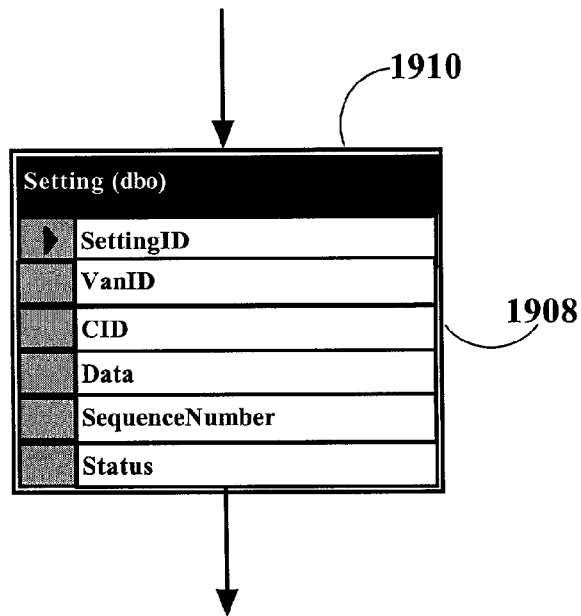 1910
Setting (dbo)
SettingID
VanID
CID
1908
Data
SequenceNumber
Status